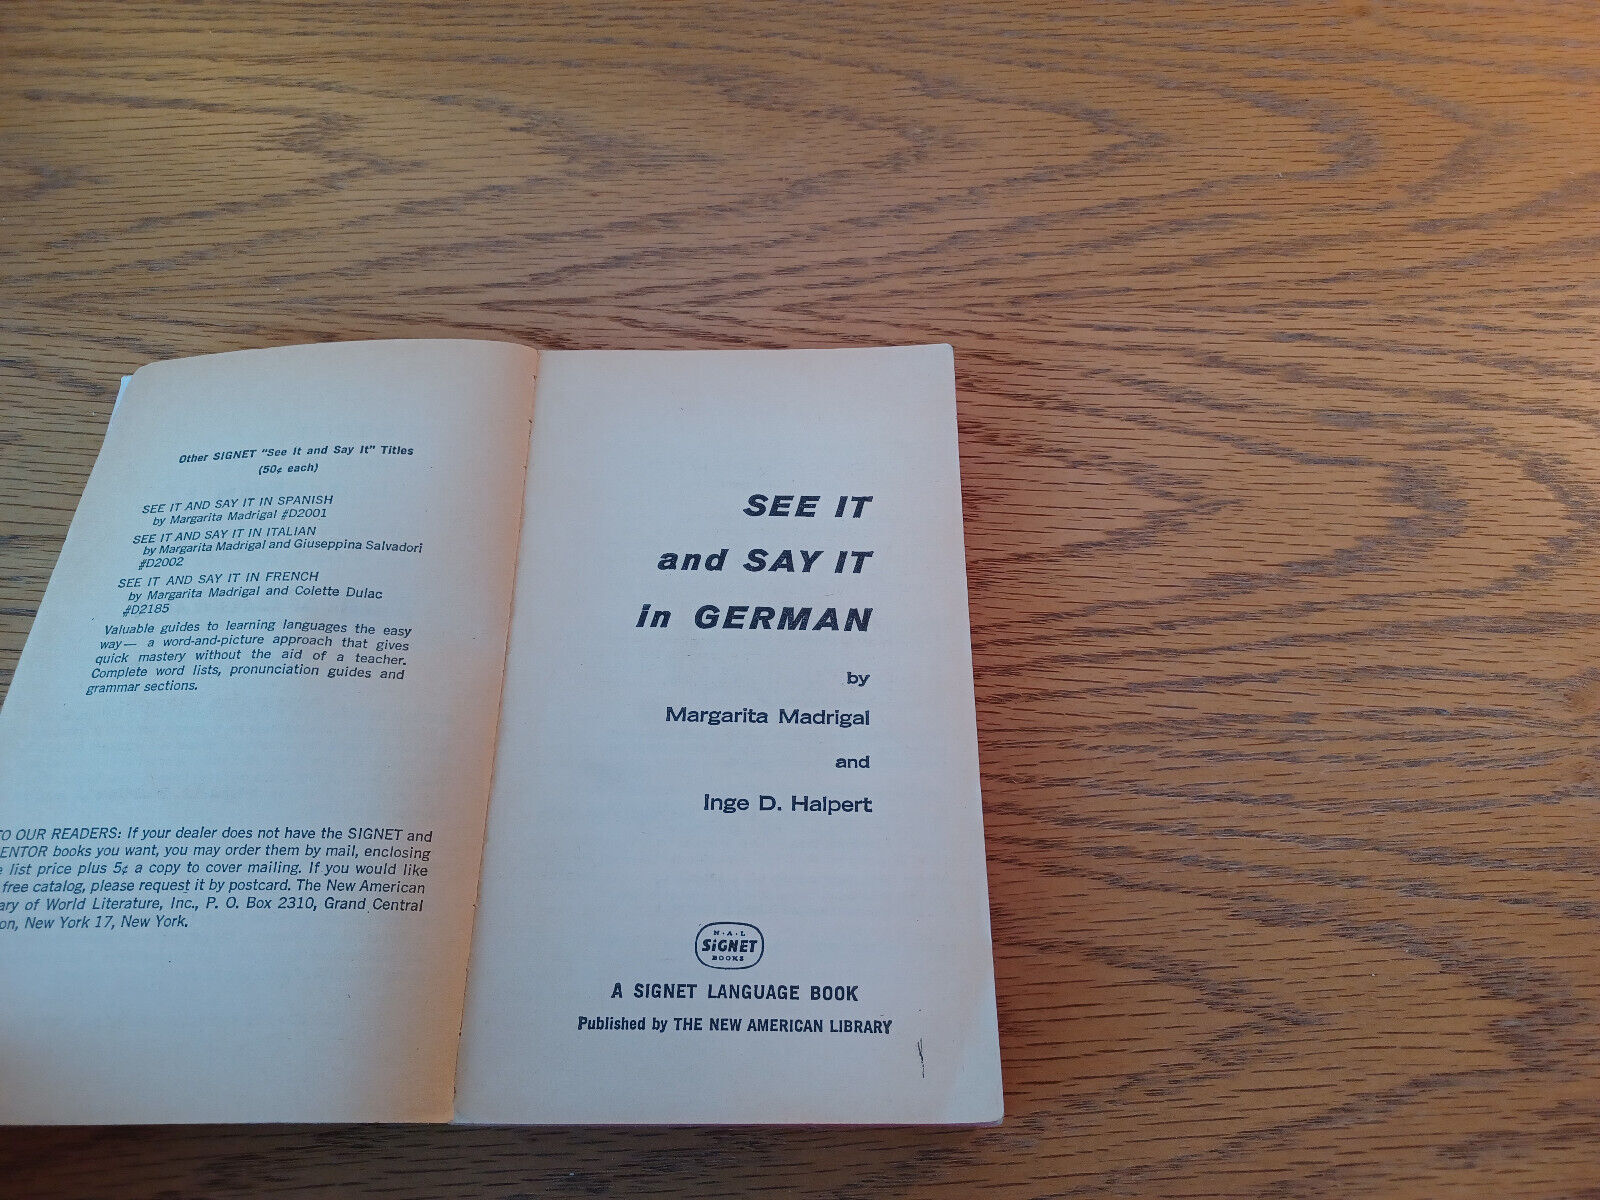 Other SIGNET "See It and Say It" Titles
(50¢ each)
SEE IT AND SAY IT IN SPANISH
by Margarita Madrigal #D2001
SEE IT AND SAY IT IN ITALIAN
by Margarita Madrigal and Giuseppina Salvadori
#D2002
SEE IT AND SAY IT IN FRENCH
by Margarita Madrigal and Colette Dulac
#D2185
Valuable guides to learning languages the easy
way— a word-and-picture approach that gives
quick mastery without the aid of a teacher.
Complete word lists, pronunciation guides and
grammar sections.
TO OUR READERS: If your dealer does not have the SIGNET and
ENTOR books you want, you may order them by mail, enclosing
list price plus 5¢ a copy to cover mailing. If you would like
free catalog, please request it by postcard. The New American
ary of World Literature, Inc., P. O. Box 2310, Grand Central
on, New York 17, New York.
SEE IT
and SAY IT
in GERMAN
by
Margarita Madrigal
and
Inge D. Halpert
N·A·L
SIGNET
BOOKS
A SIGNET LANGUAGE BOOK
Published by THE NEW AMERICAN LIBRARY